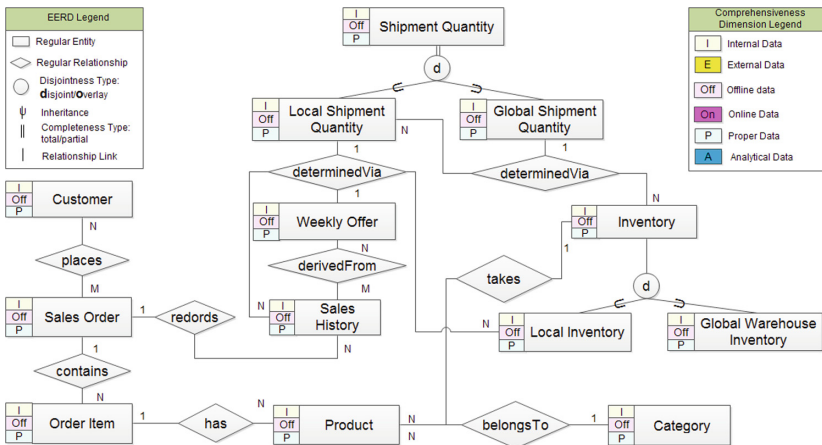 EERD Legend
Regular Entity
Regular Relationship
Disjointness Type:
disjoint/overlay
Inheritance
Completeness Type:
total/partial
Relationship Link
Comprehensiveness
Dimension Legend
I Internal Data
E External Data
Off Offline data
On Online Data
P Proper Data
A Analytical Data
I
Off
P
Shipment Quantity
d
I
Off
P
Local Shipment
Quantity
N
I
Off
P
Global Shipment
Quantity
1
1
determinedVia
determinedVia
1
N
I
Off
P
Customer
N
I
Off
P
Weekly Offer
I
Off
P
Inventory
1
N
places
derivedFrom
takes
d
M
M
I
Off
P
Sales Order
1
redords
N
I
Off
P
Sales
History
N
N
I
Off
P
Local Inventory
I
Off
P
Global Warehouse
Inventory
1
contains
N
I
Off
P
Order Item
1
has
N
I
Off
P
Product
N
N
belongsTo
1
I
Off
P
Category